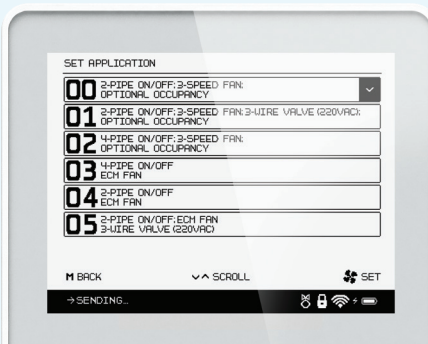 SET APPLICATION
00 2-PIPE ON/OFF; 3-SPEED FAN;
OPTIONAL OCCUPANCY
01 2-PIPE ON/OFF; 3-SPEED FAN; 3-WIRE VALVE (220VAC);
OPTIONAL OCCUPANCY
02 4-PIPE ON/OFF; 3-SPEED FAN;
OPTIONAL OCCUPANCY
03 4-PIPE ON/OFF
ECM FAN
04 2-PIPE ON/OFF
ECM FAN
05 2-PIPE ON/OFF; ECM FAN
3-WIRE VALVE (220VAC)
M BACK SCROLL SET
→SENDING...